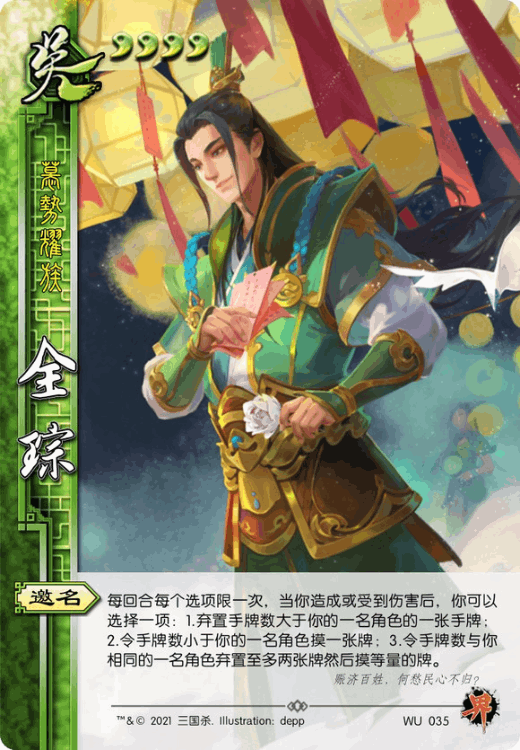 吴
慕勢耀族
全琮
邀名
每回合每个选项限一次，当你造成或受到伤害后，你可以
选择一项：1.弃置手牌数大于你的一名角色的一张手牌；
2.令手牌数小于你的一名角色摸一张牌；3.令手牌数与你
相同的一名角色弃置至多两张牌然后摸等量的牌。
赈济百姓，何愁民心不归？
™&© 2021 三国杀. Illustration: depp
WU 035
界